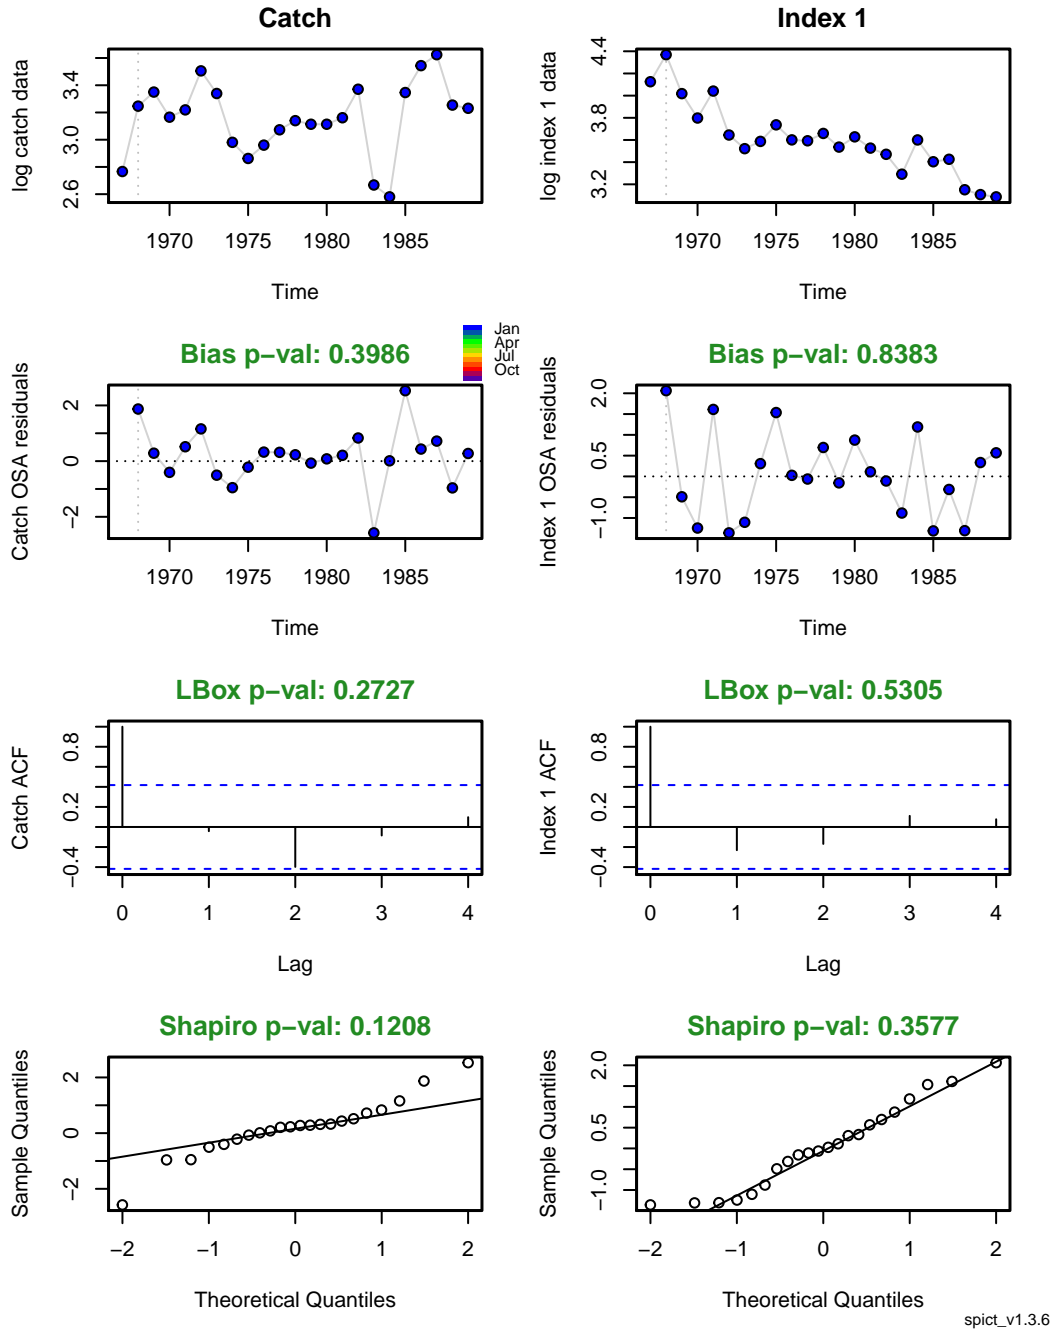 Catch
log catch data
2.6 3.0 3.4
1970 1975 1980 1985
Time
Index 1
log index 1 data
3.2 3.8 4.4
1970 1975 1980 1985
Time
Bias p−val: 0.3986
Jan
Apr
Jul
Oct
Catch OSA residuals
−2 0 2
1970 1975 1980 1985
Time
Bias p−val: 0.8383
Index 1 OSA residuals
−1.0 0.5 2.0
1970 1975 1980 1985
Time
LBox p−val: 0.2727
Catch ACF
−0.4 0.2 0.8
0 1 2 3 4
Lag
LBox p−val: 0.5305
Index 1 ACF
−0.4 0.2 0.8
0 1 2 3 4
Lag
Shapiro p−val: 0.1208
Sample Quantiles
−2 0 2
−2 −1 0 1 2
Theoretical Quantiles
Shapiro p−val: 0.3577
Sample Quantiles
−1.0 0.5 2.0
−2 −1 0 1 2
Theoretical Quantiles
spict_v1.3.6